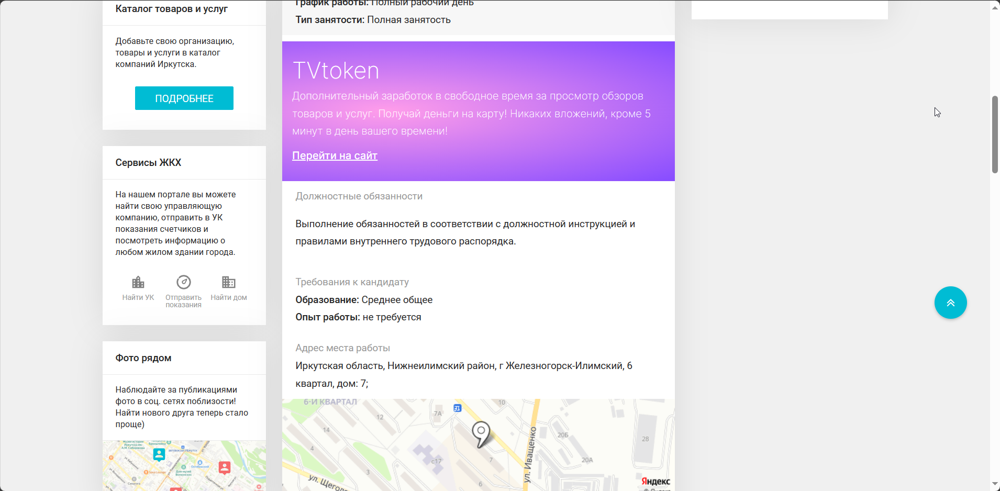 Каталог товаров и услуг
Добавьте свою организацию,
товары и услуги в каталог
компаний Иркутска.
ПОДРОБНЕЕ
Сервисы ЖКХ
На нашем портале вы можете
найти свою управляющую
компанию, отправить в УК
показания счетчиков и
посмотреть информацию о
любом жилом здании города.
Найти УК
Отправить
показания
Найти дом
Фото рядом
Наблюдайте за публикациями
фото в соц. сетях поблизости!
Найти нового друга теперь стало
проще)
График работы: Полный рабочий день
Тип занятости: Полная занятость
TVtoken
Дополнительный заработок в свободное время за просмотр обзоров
товаров и услуг. Получай деньги на карту! Никаких вложений, кроме 5
минут в день вашего времени!
Перейти на сайт
Должностные обязанности
Выполнение обязанностей в соответствии с должностной инструкцией и
правилами внутреннего трудового распорядка.
Требования к кандидату
Образование: Среднее общее
Опыт работы: не требуется
Адрес места работы
Иркутская область, Нижнеилимский район, г Железногорск-Илимский, 6
квартал, дом: 7;
6-Й КВАРТАЛ
10
7А
12
14
20Б
28
4
с17
7
20А
3
6
ул. Иващенко
ул. Щегол
Яндекс